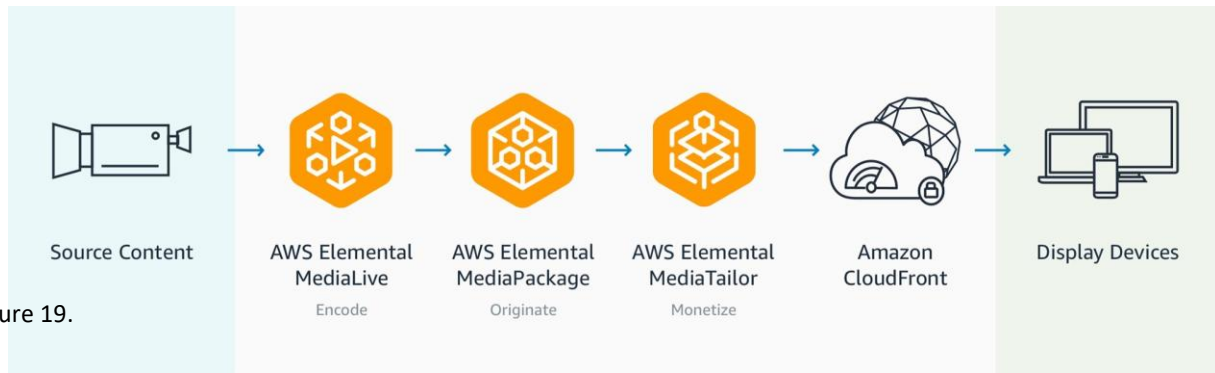 Source Content
AWS Elemental
MediaLive
Encode
AWS Elemental
MediaPackage
Originate
AWS Elemental
MediaTailor
Monetize
Amazon
CloudFront
Display Devices
ure 19.